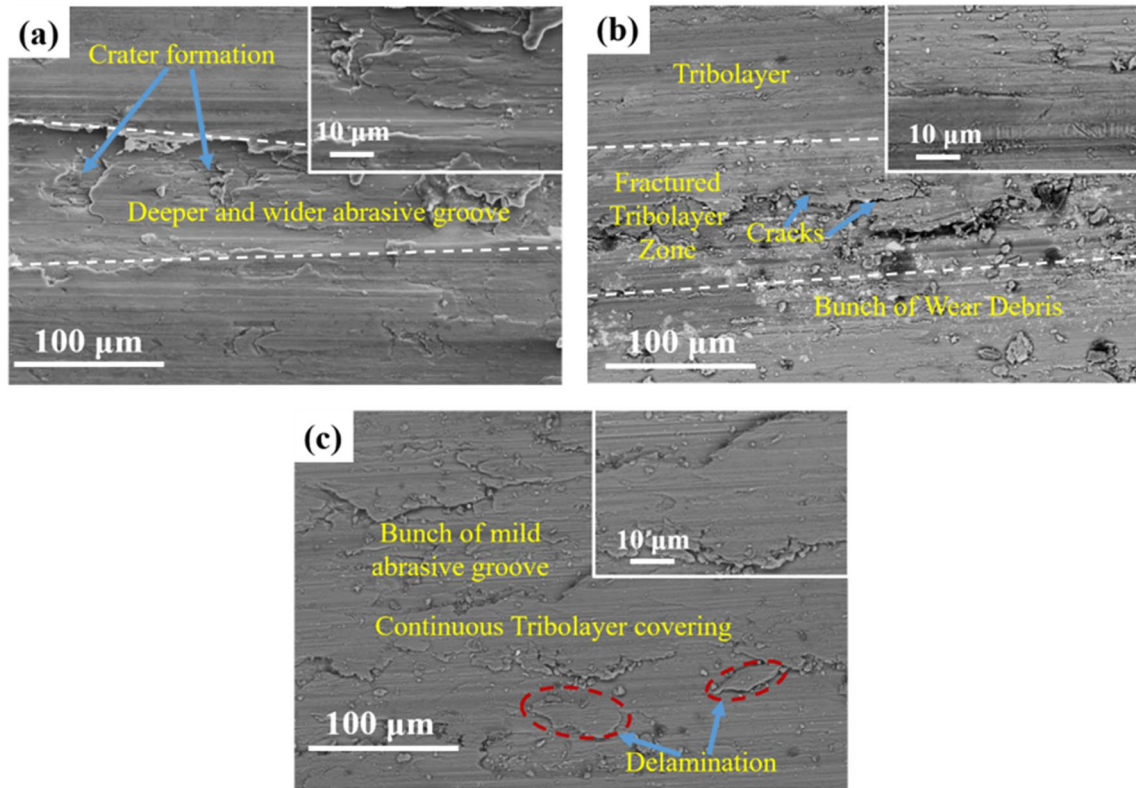 (a)
Crater formation
10 µm
Deeper and wider abrasive groove
100 µm
(b)
Tribolayer
10 µm
Fractured
Tribolayer
Zone
Cracks
Bunch of Wear Debris
100 µm
(c)
10 µm
Bunch of mild
abrasive groove
Continuous Tribolayer covering
100 µm
Delamination